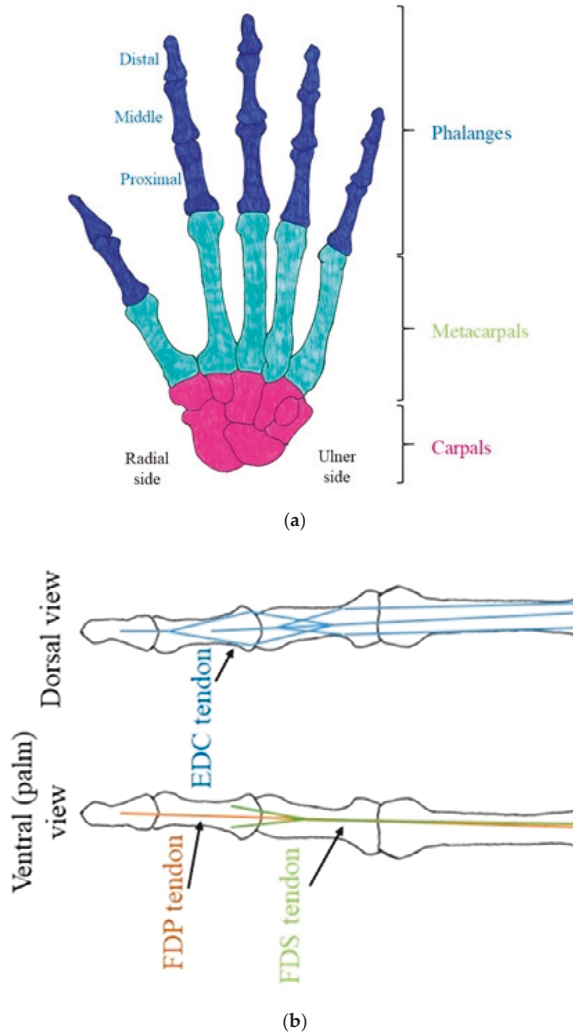 Distal
Middle
Proximal
Phalanges
Metacarpals
Carpals
Radial
side
Ulner
side
(a)
Dorsal view
EDC tendon
Ventral (palm)
view
FDP tendon
FDS tendon
(b)